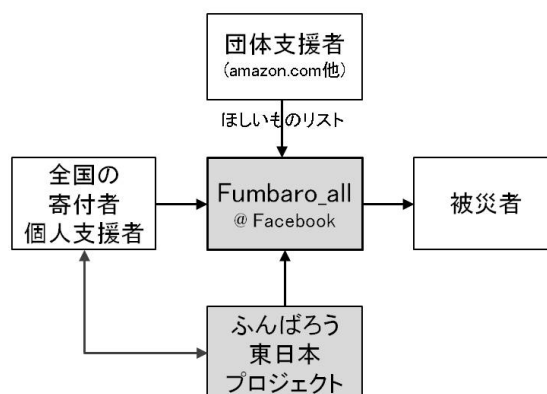 団体支援者
(amazon.com他)
ほしいものリスト
全国の
寄付者
個人支援者
Fumbaro_all
@ Facebook
被災者
ふんばろう
東日本
プロジェクト